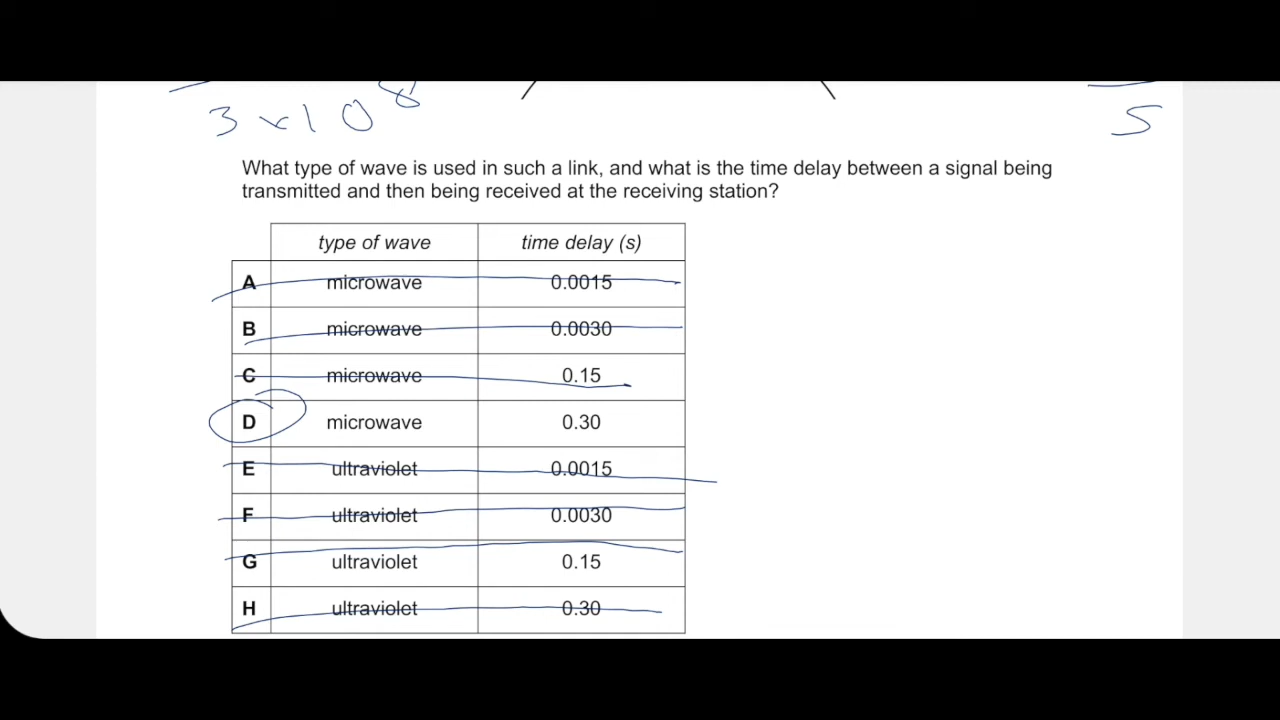 3 x 10 8
5
What type of wave is used in such a link, and what is the time delay between a signal being
transmitted and then being received at the receiving station?
type of wave time delay (s)
A microwave 0.0015
B microwave 0.0030
C microwave 0.15
D microwave 0.30
E ultraviolet 0.0015
F ultraviolet 0.0030
G ultraviolet 0.15
H ultraviolet 0.30